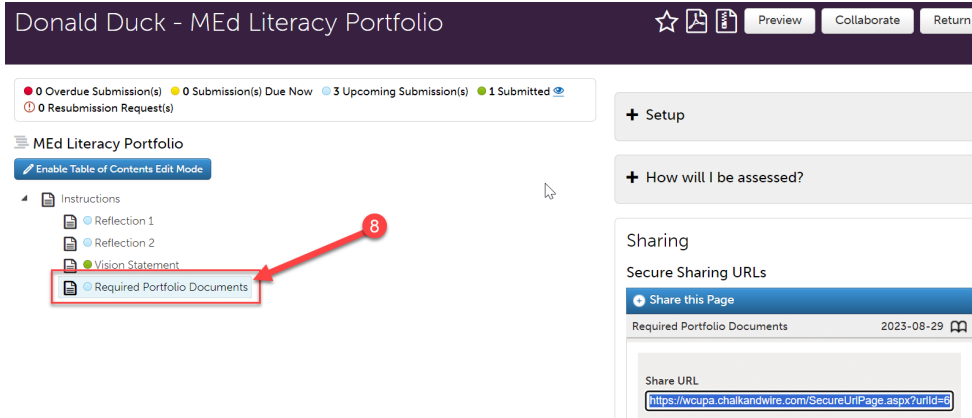 Donald Duck - MEd Literacy Portfolio
Preview Collaborate Return
0 Overdue Submission(s) 0 Submission(s) Due Now 3 Upcoming Submission(s) 1 Submitted
0 Resubmission Request(s)
MEd Literacy Portfolio
Enable Table of Contents Edit Mode
Instructions
Reflection 1
Reflection 2
Vision Statement
Required Portfolio Documents
8
+ Setup
+ How will I be assessed?
Sharing
Secure Sharing URLs
Share this Page
Required Portfolio Documents 2023-08-29
Share URL
https://wcupa.chalkandwire.com/SecureUrlPage.aspx?urlId=6